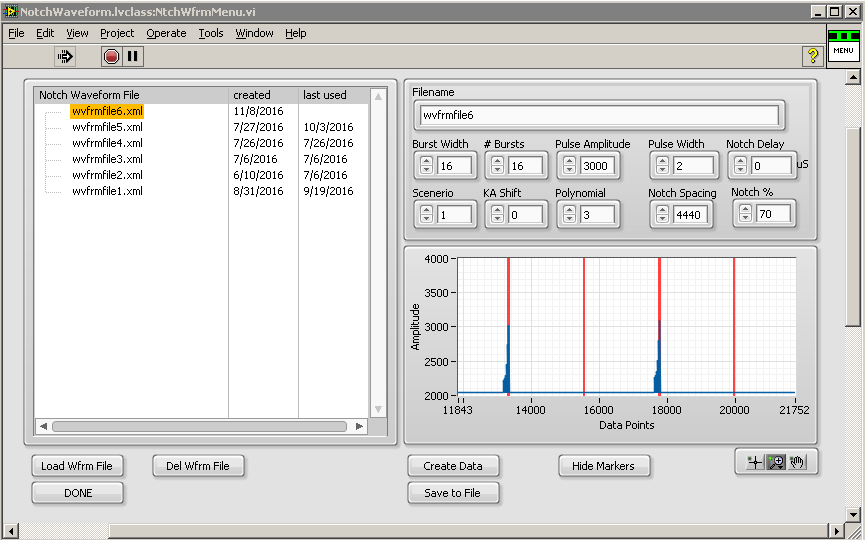 NotchWaveform.lvclass:NtchWfrmMenu.vi
File Edit View Project Operate Tools Window Help
? MENU
Notch Waveform File created last used
wvfrmfile6.xml 11/8/2016
wvfrmfile5.xml 7/27/2016 10/3/2016
wvfrmfile4.xml 7/26/2016 7/26/2016
wvfrmfile3.xml 7/6/2016 7/6/2016
wvfrmfile2.xml 6/10/2016 7/6/2016
wvfrmfile1.xml 8/31/2016 9/19/2016
Filename
wvfrmfile6
Burst Width # Bursts Pulse Amplitude Pulse Width Notch Delay
16 16 3000 2 0 uS
Scenerio KA Shift Polynomial Notch Spacing Notch %
1 0 3 4440 70
Amplitude
4000
3500
3000
2500
2000
11843 14000 16000 18000 20000 21752
Data Points
Load Wfrm File Del Wfrm File Create Data Hide Markers
DONE Save to File